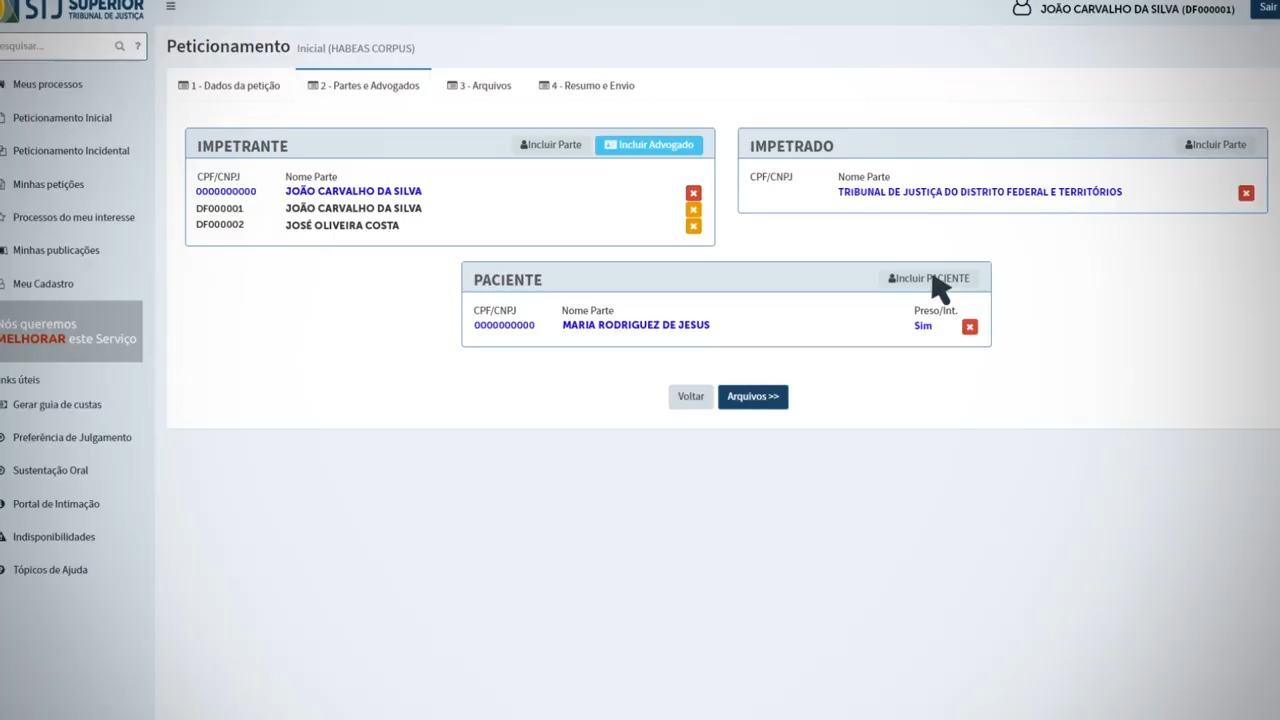 STJ SUPERIOR
TRIBUNAL DE JUSTIÇA
JOÃO CARVALHO DA SILVA (DF000001)
Sair
esquisar...
?
Meus processos
Peticionamento Inicial
Peticionamento Incidental
Minhas petições
Processos do meu interesse
Minhas publicações
Meu Cadastro
Nós queremos
MELHORAR este Serviço
nks úteis
Gerar guia de custas
Preferência de Julgamento
Sustentação Oral
Portal de Intimação
Indisponibilidades
Tópicos de Ajuda
Peticionamento Inicial (HABEAS CORPUS)
1 - Dados da petição
2 - Partes e Advogados
3 - Arquivos
4 - Resumo e Envio
IMPETRANTE
Incluir Parte
Incluir Advogado
CPF/CNPJ Nome Parte
0000000000 JOÃO CARVALHO DA SILVA
DF000001 JOÃO CARVALHO DA SILVA
DF000002 JOSÉ OLIVEIRA COSTA
IMPETRADO
Incluir Parte
CPF/CNPJ Nome Parte
TRIBUNAL DE JUSTIÇA DO DISTRITO FEDERAL E TERRITÓRIOS
PACIENTE
Incluir PACIENTE
CPF/CNPJ Nome Parte Preso/Int.
0000000000 MARIA RODRIGUEZ DE JESUS Sim
Voltar
Arquivos >>